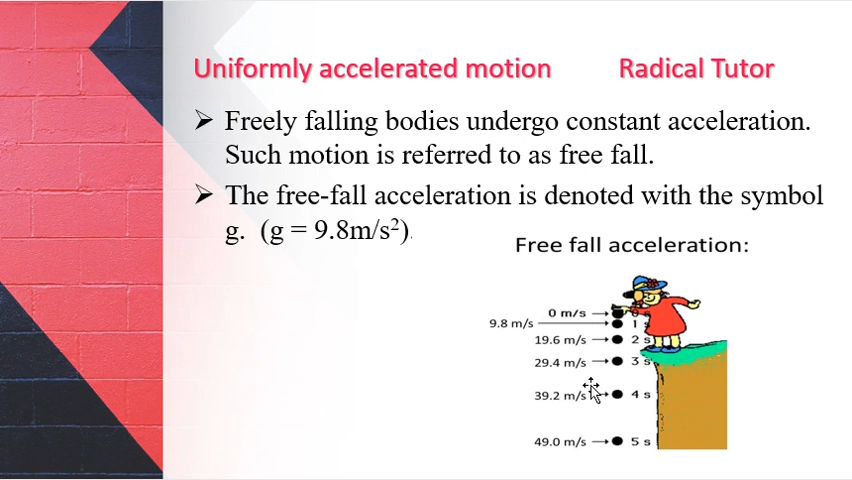 Uniformly accelerated motion Radical Tutor
➢ Freely falling bodies undergo constant acceleration.
Such motion is referred to as free fall.
➢ The free-fall acceleration is denoted with the symbol
g. (g = 9.8m/s²).
Free fall acceleration:
0 m/s 0 s
9.8 m/s 1 s
19.6 m/s 2 s
29.4 m/s 3 s
39.2 m/s 4 s
49.0 m/s 5 s